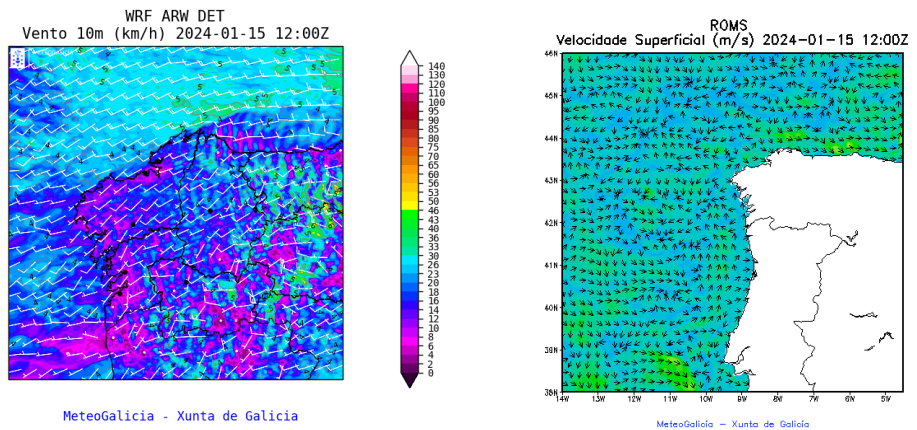 WRF ARW DET
Vento 10m (km/h) 2024-01-15 12:00Z
140
120
110
100
95
90
85
80
75
70
65
60
55
50
46
43
40
36
33
30
26
23
20
18
16
14
12
10
8
6
4
2
0
MeteoGalicia - Xunta de Galicia
ROMS
Velocidade Superficial (m/s) 2024-01-15 12:00Z
46N
45N
44N
43N
42N
41N
40N
39N
38N
14W
13W
12W
11W
10W
9W
8W
7W
6W
5W
MeteoGalicia - Xunta de Galicia